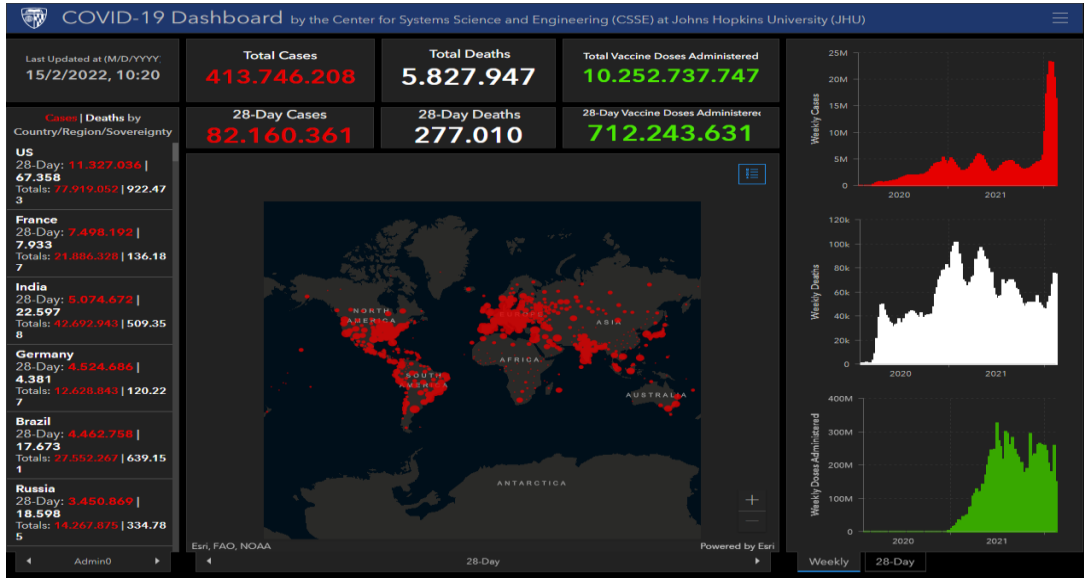 COVID-19 Dashboard by the Center for Systems Science and Engineering (CSSE) at Johns Hopkins University (JHU)
Last Updated at (M/D/YYYY.
15/2/2022, 10:20
Total Cases
413.746.208
Total Deaths
5.827.947
Total Vaccine Doses Administered
10.252.737.747
28-Day Cases
82.160.361
28-Day Deaths
277.010
28-Day Vaccine Doses Administered
712.243.631
Cases | Deaths by
Country/Region/Sovereignty
US
28-Day: 11.327.036 |
67.358
Totals: 77.919.052 | 922.47
3
France
28-Day: 7.498.192 |
7.933
Totals: 21.886.328 | 136.18
7
India
28-Day: 5.074.672 |
22.597
Totals: 42.692.943 | 509.35
8
Germany
28-Day: 4.524.686 |
4.381
Totals: 12.628.843 | 120.22
7
Brazil
28-Day: 4.462.758 |
17.673
Totals: 27.552.267 | 639.15
1
Russia
28-Day: 3.450.869 |
18.598
Totals: 14.267.875 | 334.78
5
Admin0
NORTH
AMERICA
SOUTH
AMERICA
EUROPE
ASIA
AFRICA
AUSTRALIA
ANTARCTICA
+
Esri, FAO, NOAA
Powered by Esri
28-Day
Weekly Cases
25M
20M
15M
10M
5M
0
2020
2021
Weekly Deaths
120k
100k
80k
60k
40k
20k
0
2020
2021
Weekly Doses Administered
400M
300M
200M
100M
0
2020
2021
Weekly
28-Day